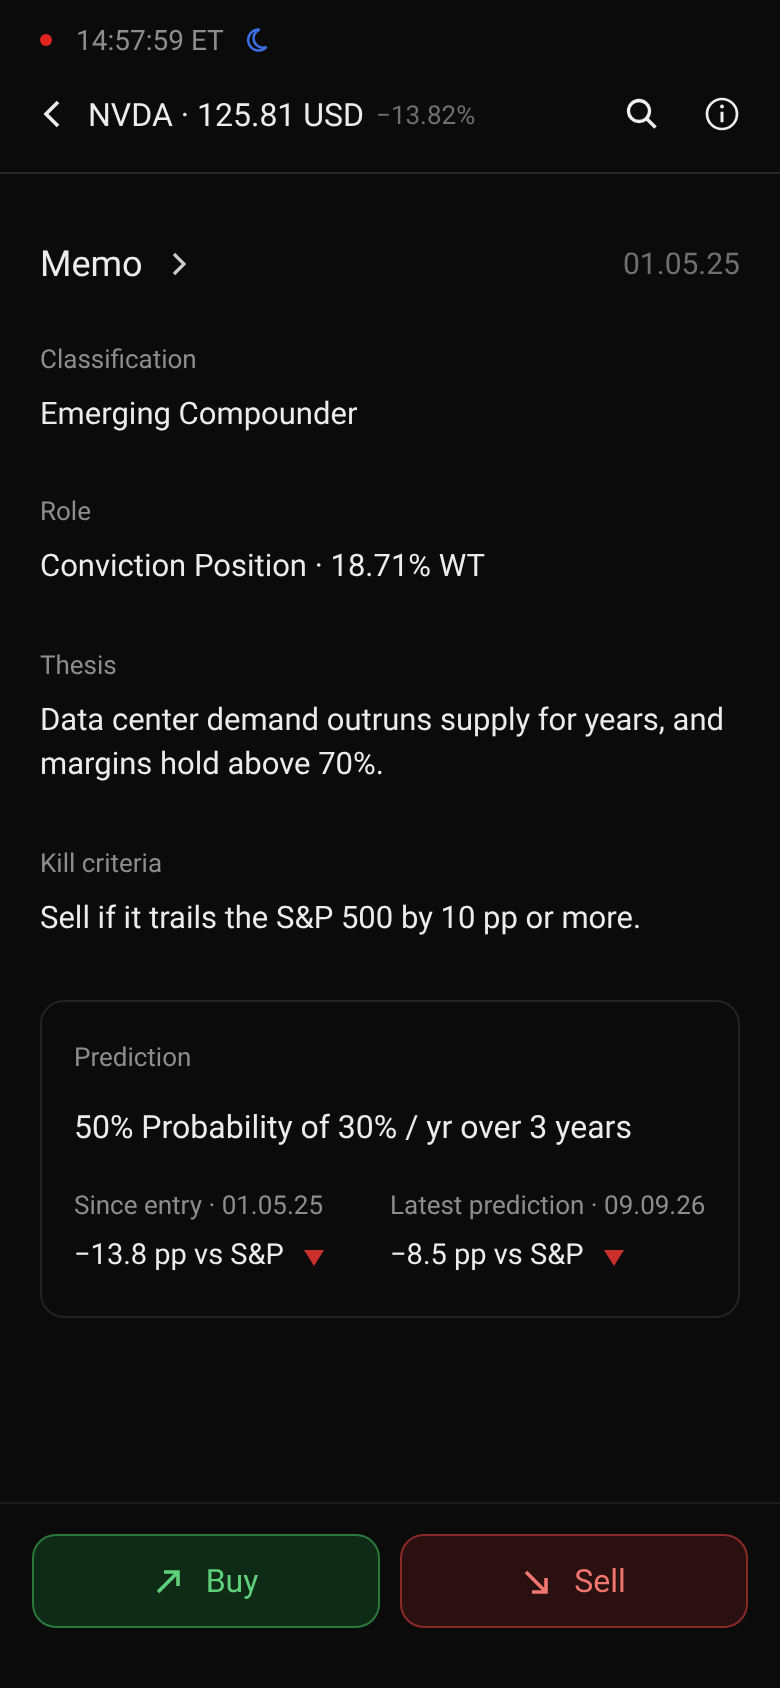 14:57:59 ET
NVDA · 125.81 USD −13.82%
Memo 01.05.25
Classification
Emerging Compounder
Role
Conviction Position · 18.71% WT
Thesis
Data center demand outruns supply for years, and
margins hold above 70%.
Kill criteria
Sell if it trails the S&P 500 by 10 pp or more.
Prediction
50% Probability of 30% / yr over 3 years
Since entry · 01.05.25
−13.8 pp vs S&P
Latest prediction · 09.09.26
−8.5 pp vs S&P
Buy
Sell